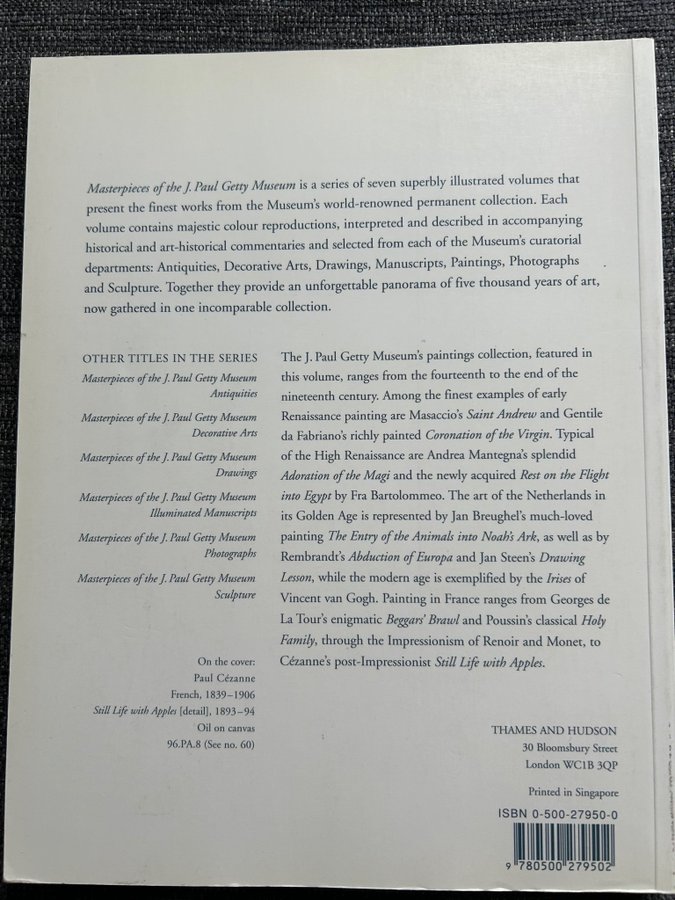 Masterpieces of the J. Paul Getty Museum is a series of seven superbly illustrated volumes that
present the finest works from the Museum's world-renowned permanent collection. Each
volume contains majestic colour reproductions, interpreted and described in accompanying
historical and art-historical commentaries and selected from each of the Museum's curatorial
departments: Antiquities, Decorative Arts, Drawings, Manuscripts, Paintings, Photographs
and Sculpture. Together they provide an unforgettable panorama of five thousand years of art,
now gathered in one incomparable collection.
OTHER TITLES IN THE SERIES
Masterpieces of the J. Paul Getty Museum
Antiquities
Masterpieces of the J. Paul Getty Museum
Decorative Arts
Masterpieces of the J. Paul Getty Museum
Drawings
Masterpieces of the J. Paul Getty Museum
Illuminated Manuscripts
Masterpieces of the J. Paul Getty Museum
Photographs
Masterpieces of the J. Paul Getty Museum
Sculpture
On the cover:
Paul Cézanne
French, 1839–1906
Still Life with Apples [detail], 1893–94
Oil on canvas
96.PA.8 (See no. 60)
The J. Paul Getty Museum's paintings collection, featured in
this volume, ranges from the fourteenth to the end of the
nineteenth century. Among the finest examples of early
Renaissance painting are Masaccio's Saint Andrew and Gentile
da Fabriano's richly painted Coronation of the Virgin. Typical
of the High Renaissance are Andrea Mantegna's splendid
Adoration of the Magi and the newly acquired Rest on the Flight
into Egypt by Fra Bartolommeo. The art of the Netherlands in
its Golden Age is represented by Jan Breughel's much-loved
painting The Entry of the Animals into Noah's Ark, as well as by
Rembrandt's Abduction of Europa and Jan Steen's Drawing
Lesson, while the modern age is exemplified by the Irises of
Vincent van Gogh. Painting in France ranges from Georges de
La Tour's enigmatic Beggars' Brawl and Poussin's classical Holy
Family, through the Impressionism of Renoir and Monet, to
Cézanne's post-Impressionist Still Life with Apples.
THAMES AND HUDSON
30 Bloomsbury Street
London WC1B 3QP
Printed in Singapore
ISBN 0-500-27950-0
9 780500 279502